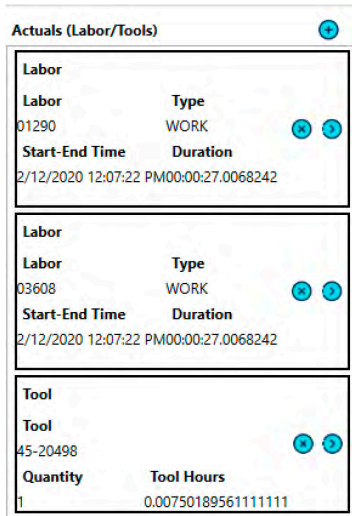 Actuals (Labor/Tools)
Labor
Labor Type
01290 WORK
Start-End Time Duration
2/12/2020 12:07:22 PM00:00:27.0068242
Labor
Labor Type
03608 WORK
Start-End Time Duration
2/12/2020 12:07:22 PM00:00:27.0068242
Tool
Tool
45-20498
Quantity Tool Hours
1 0.00750189561111111